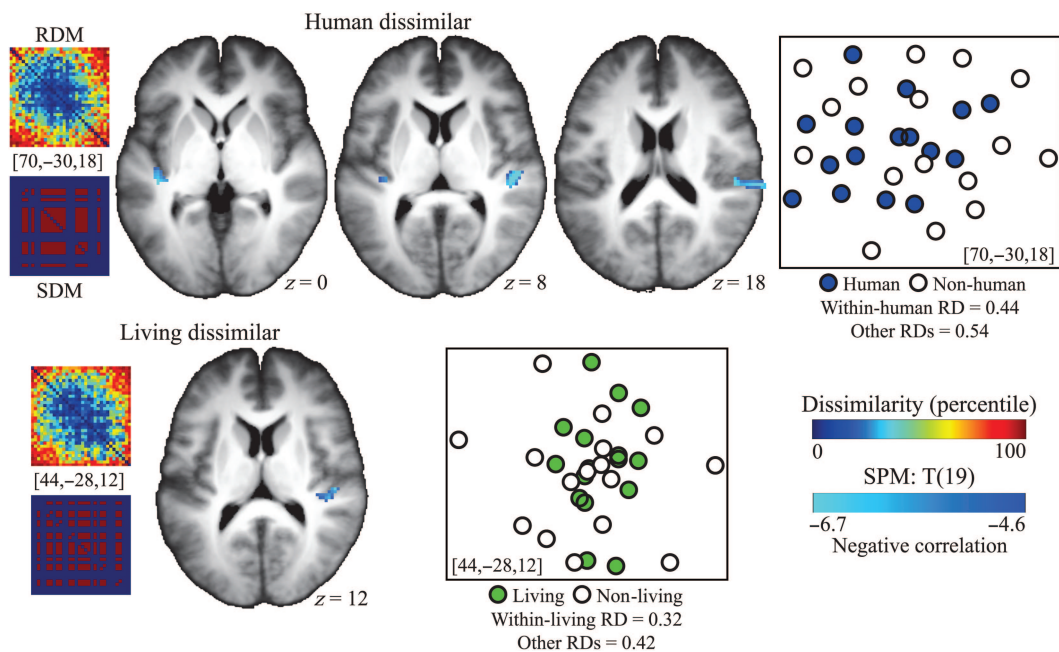 Human dissimilar
RDM
[70,−30,18]
SDM
z = 0
z = 8
z = 18
[70,−30,18]
Human Non-human
Within-human RD = 0.44
Other RDs = 0.54
Living dissimilar
[44,−28,12]
z = 12
[44,−28,12]
Living Non-living
Within-living RD = 0.32
Other RDs = 0.42
Dissimilarity (percentile)
0 100
SPM: T(19)
−6.7 −4.6
Negative correlation